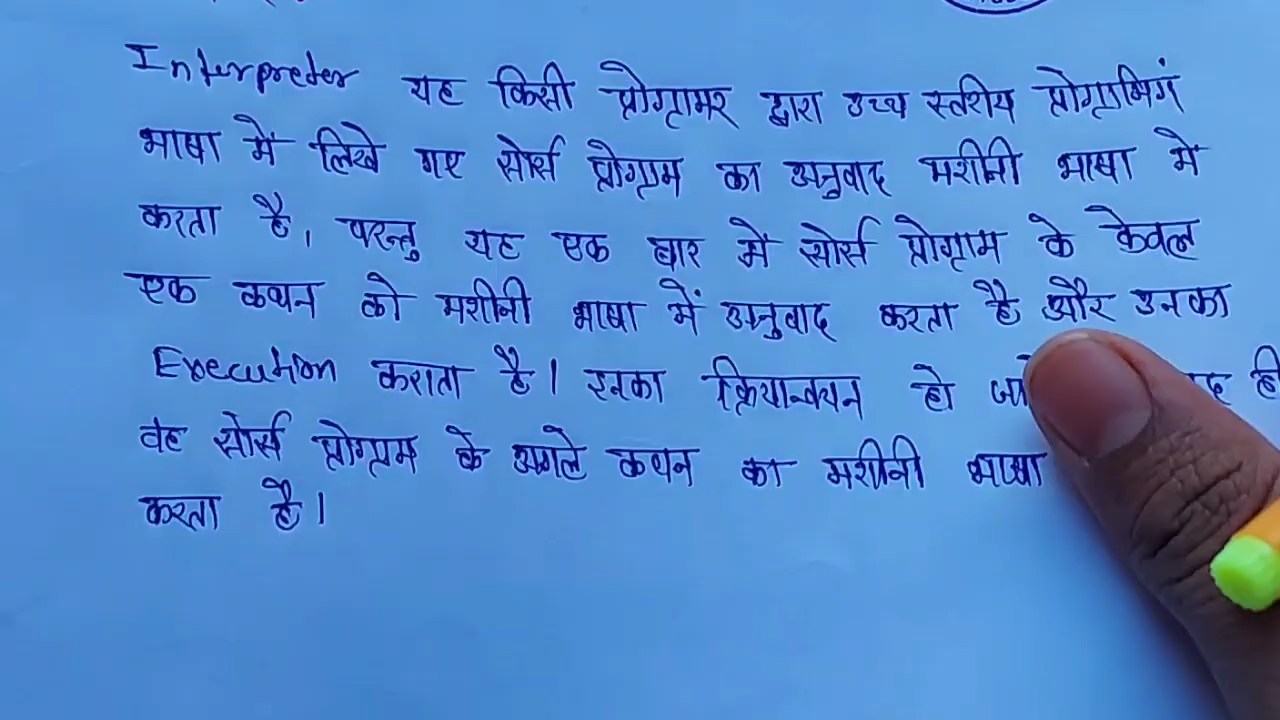 Interpreter यह किसी प्रोग्रामर द्वारा उच्च स्तरीय प्रोग्रामिगं
भाषा में लिखे गए सोर्स प्रोग्राम का अनुवाद मशीनी भाषा मे
करता है, परन्तु यह एक बार में सोर्स प्रोग्राम के केवल
एक कथन को मशीनी भाषा में अनुवाद करता है और उनका
Execution कराता है। इनका क्रियान्वयन हो ही
वह सोर्स प्रोग्राम के अगले कथन का मशीनी भाषा
करता है।